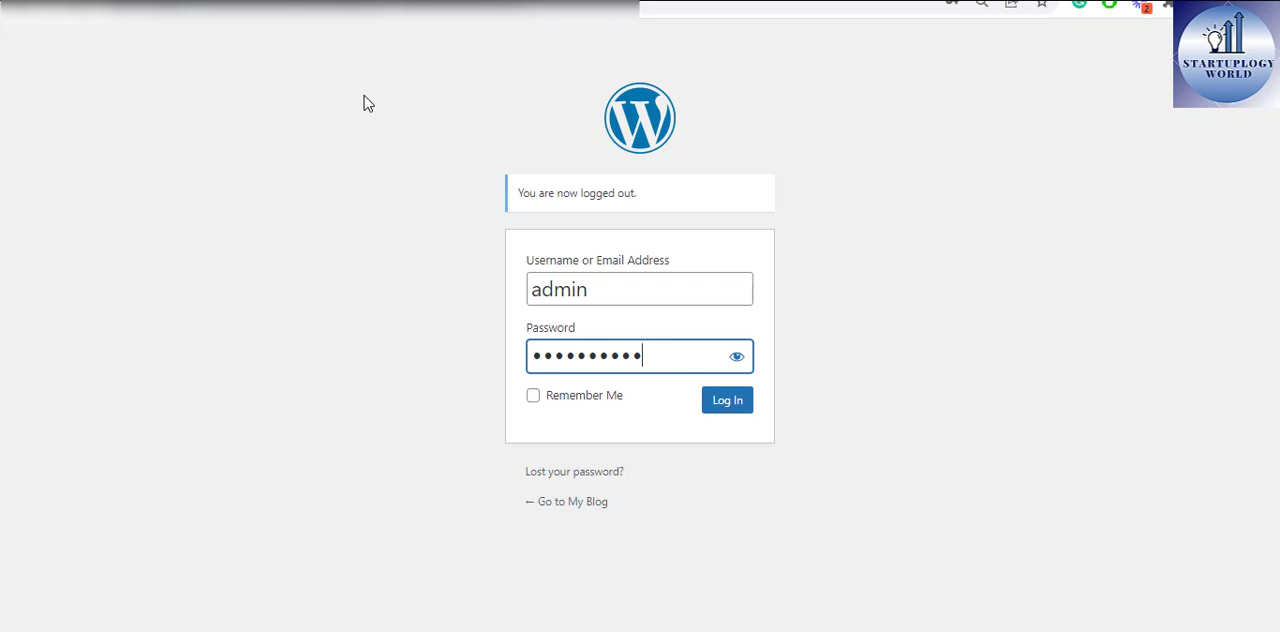 2
STARTUPLOGY
WORLD
You are now logged out.
Username or Email Address
admin
Password
Remember Me
Log In
Lost your password?
← Go to My Blog